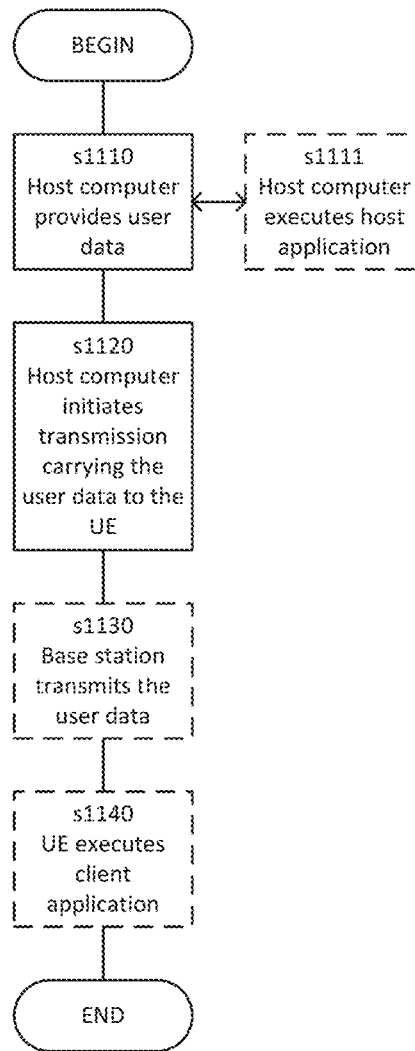 BEGIN
s1110
Host computer
provides user
data
s1111
Host computer
executes host
application
s1120
Host computer
initiates
transmission
carrying the
user data to the
UE
s1130
Base station
transmits the
user data
s1140
UE executes
client
application
END